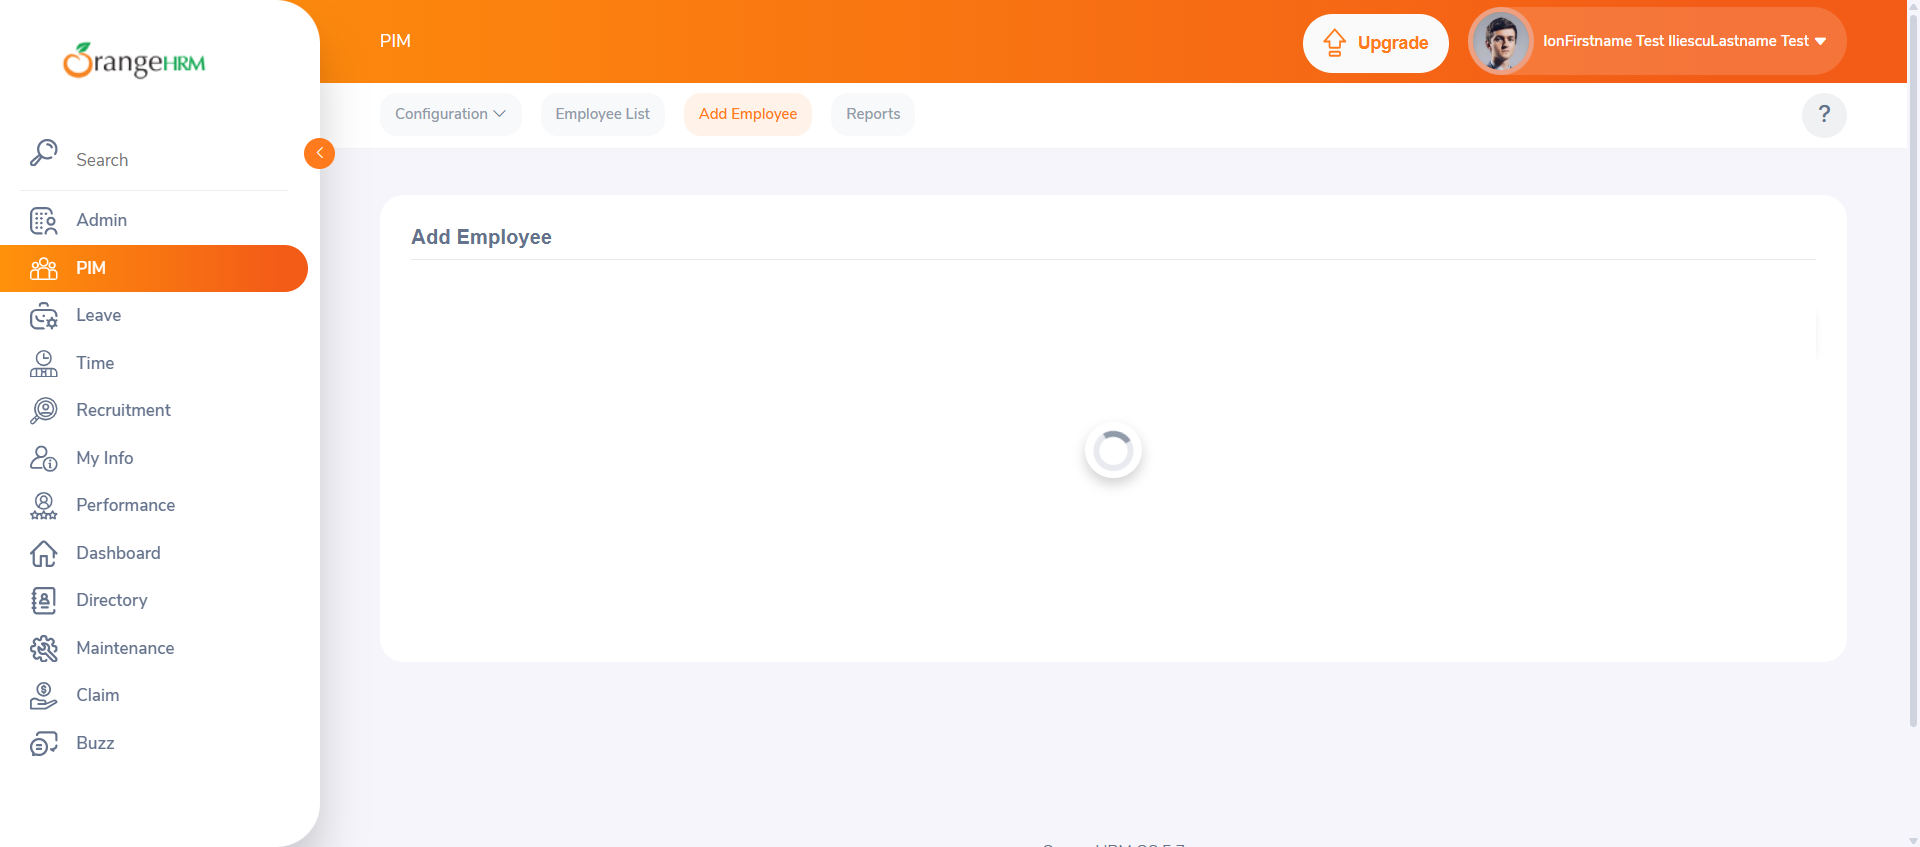 OrangeHRM
PIM
Upgrade
IonFirstname Test IliescuLastname Test
Configuration
Employee List
Add Employee
Reports
?
Search
Admin
PIM
Leave
Time
Recruitment
My Info
Performance
Dashboard
Directory
Maintenance
Claim
Buzz
Add Employee